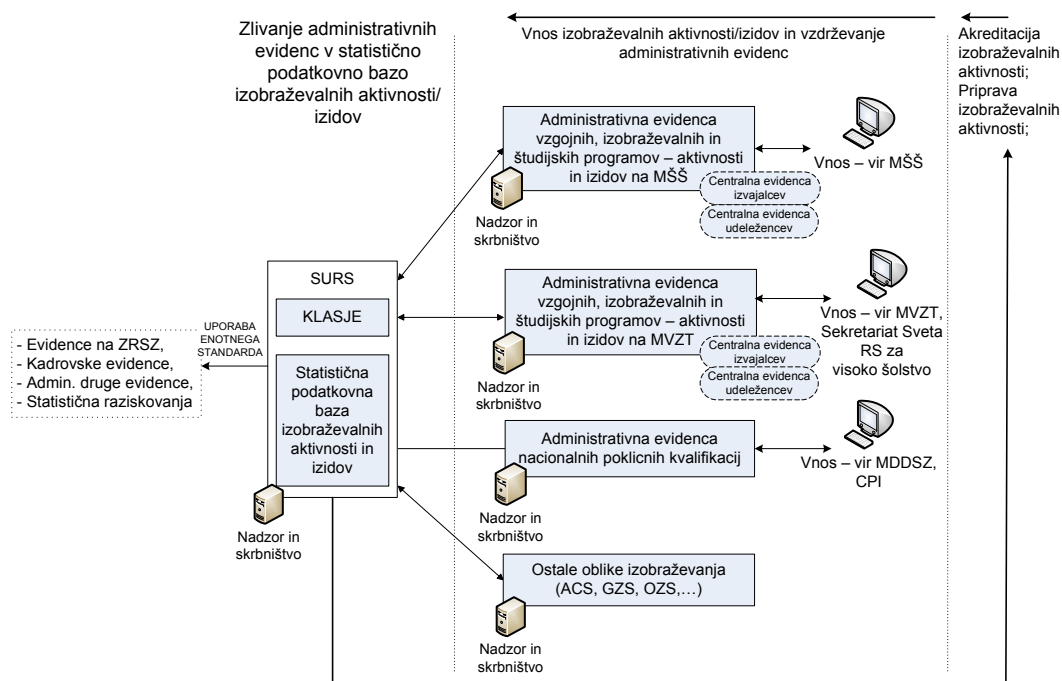 Zlivanje administrativnih
evidenc v statistično
podatkovno bazo
izobraževalnih aktivnosti/
izidov
Vnos izobraževalnih aktivnosti/izidov in vzdrževanje
administrativnih evidenc
Akreditacija
izobraževalnih
aktivnosti;
Priprava
izobraževalnih
aktivnosti;
Administrativna evidenca
vzgojnih, izobraževalnih in
študijskih programov – aktivnosti
in izidov na MŠŠ
Centralna evidenca
izvajalcev
Centralna evidenca
udeležencev
Nadzor in
skrbništvo
Vnos – vir MŠŠ
SURS
KLASJE
Statistična
podatkovna
baza
izobraževalnih
aktivnosti in
izidov
Nadzor in
skrbništvo
UPORABA
ENOTNEGA
STANDARDA
- Evidence na ZRSZ,
- Kadrovske evidence,
- Admin. druge evidence,
- Statistična raziskovanja
Administrativna evidenca
vzgojnih, izobraževalnih in
študijskih programov – aktivnosti
in izidov na MVZT
Centralna evidenca
izvajalcev
Centralna evidenca
udeležencev
Nadzor in
skrbništvo
Vnos – vir MVZT,
Sekretariat Sveta
RS za
visoko šolstvo
Administrativna evidenca
nacionalnih poklicnih kvalifikacij
Nadzor in
skrbništvo
Vnos – vir MDDSZ,
CPI
Ostale oblike izobraževanja
(ACS, GZS, OZS,…)
Nadzor in
skrbništvo